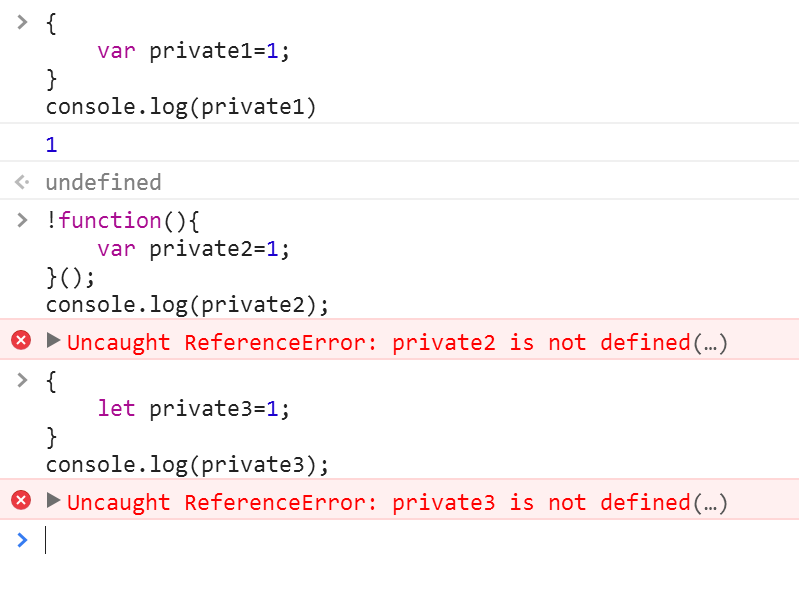 > {
    var private1=1;
}
console.log(private1)
1
undefined
> !function(){
    var private2=1;
}();
console.log(private2);
Uncaught ReferenceError: private2 is not defined(…)
> {
    let private3=1;
}
console.log(private3);
Uncaught ReferenceError: private3 is not defined(…)
>